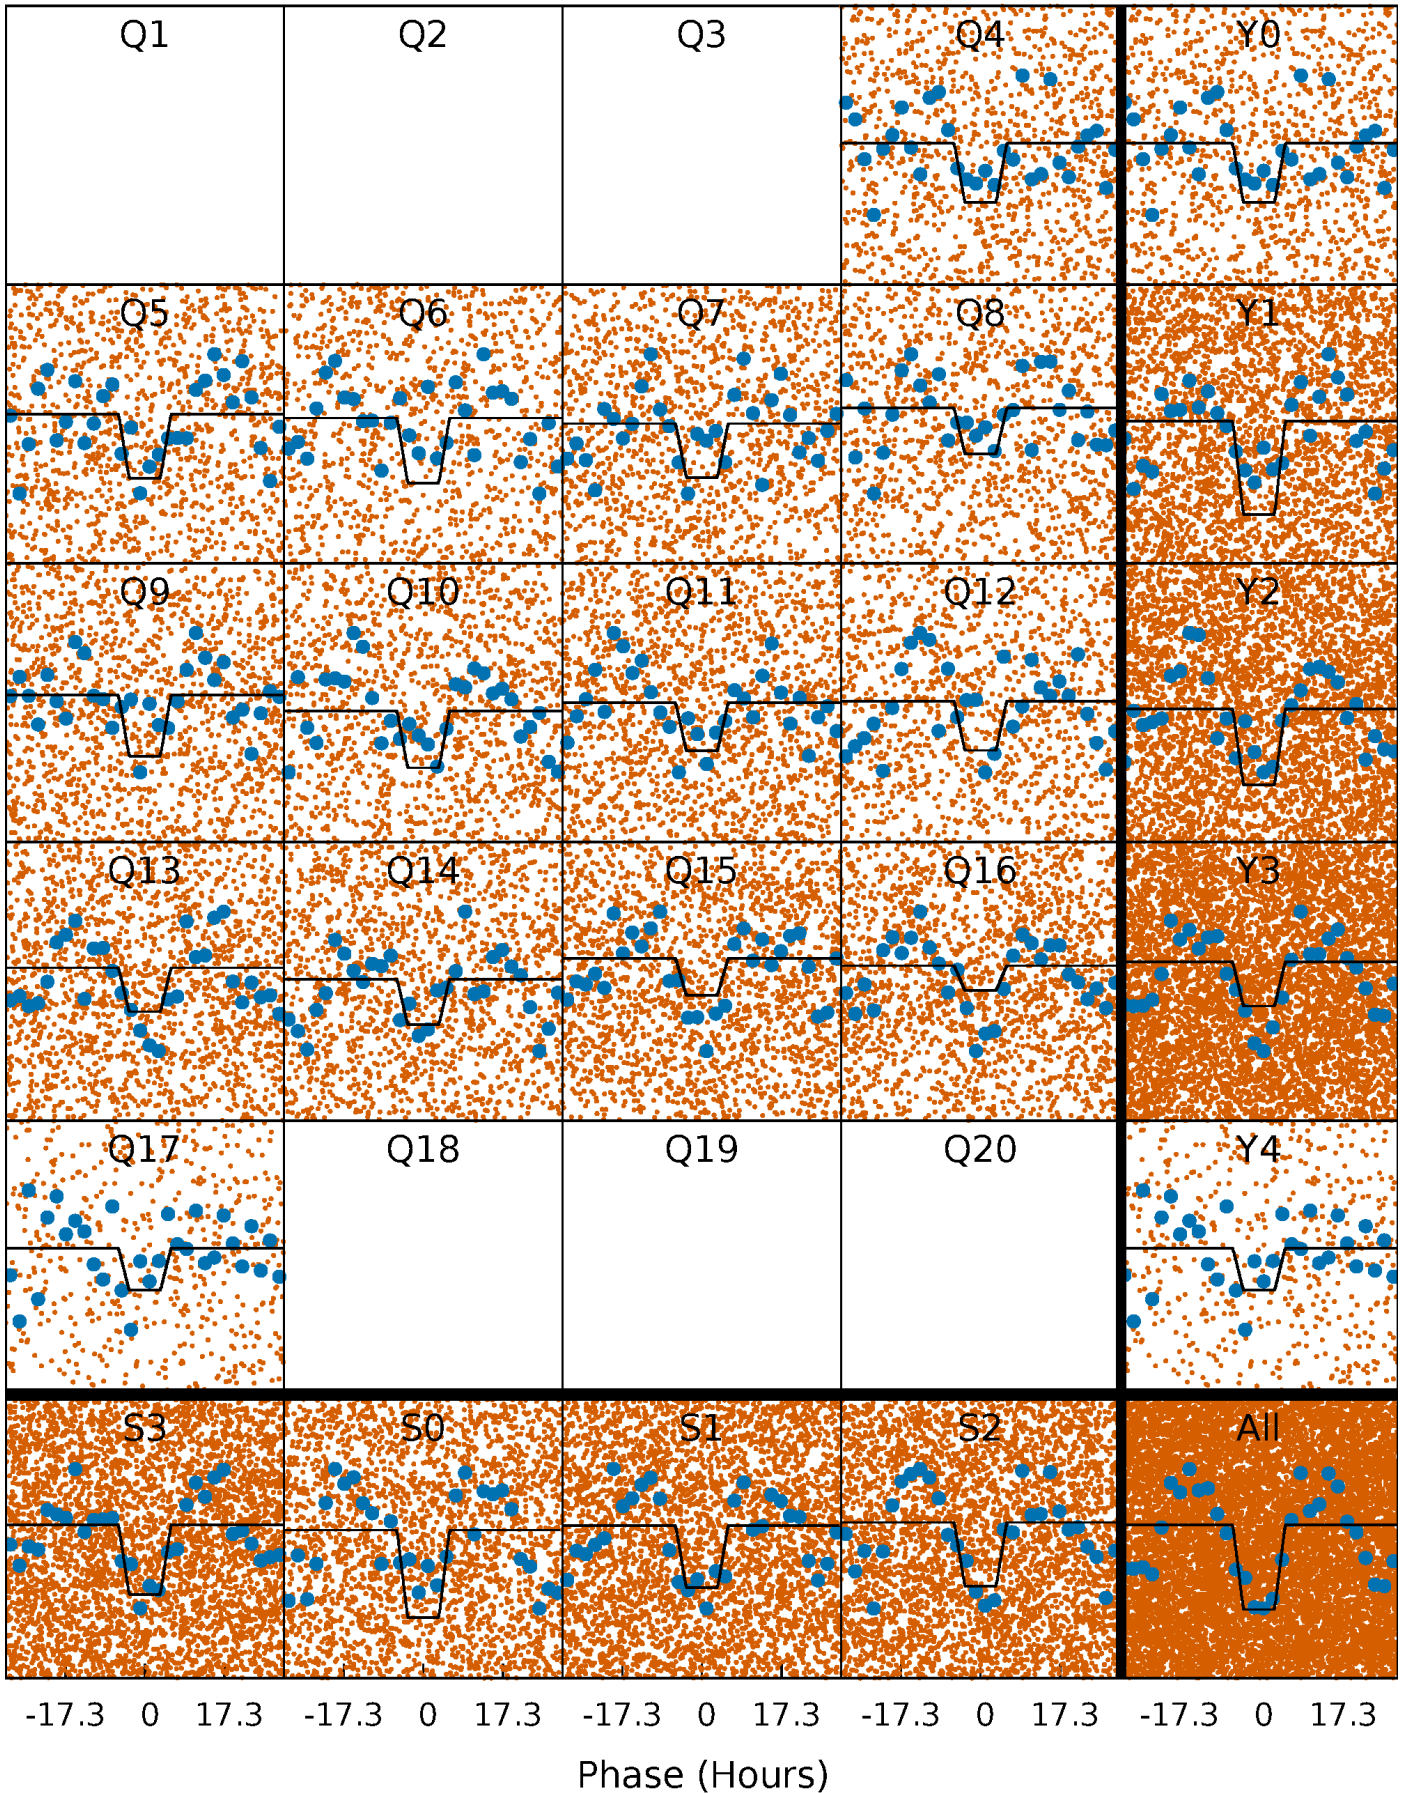 Q1 Q2 Q3 Q4 Y0
Q5 Q6 Q7 Q8 Y1
Q9 Q10 Q11 Q12 Y2
Q13 Q14 Q15 Q16 Y3
Q17 Q18 Q19 Q20 Y4
S3 S0 S1 S2 All
-17.3 0 17.3 -17.3 0 17.3 -17.3 0 17.3 -17.3 0 17.3 -17.3 0 17.3
Phase (Hours)